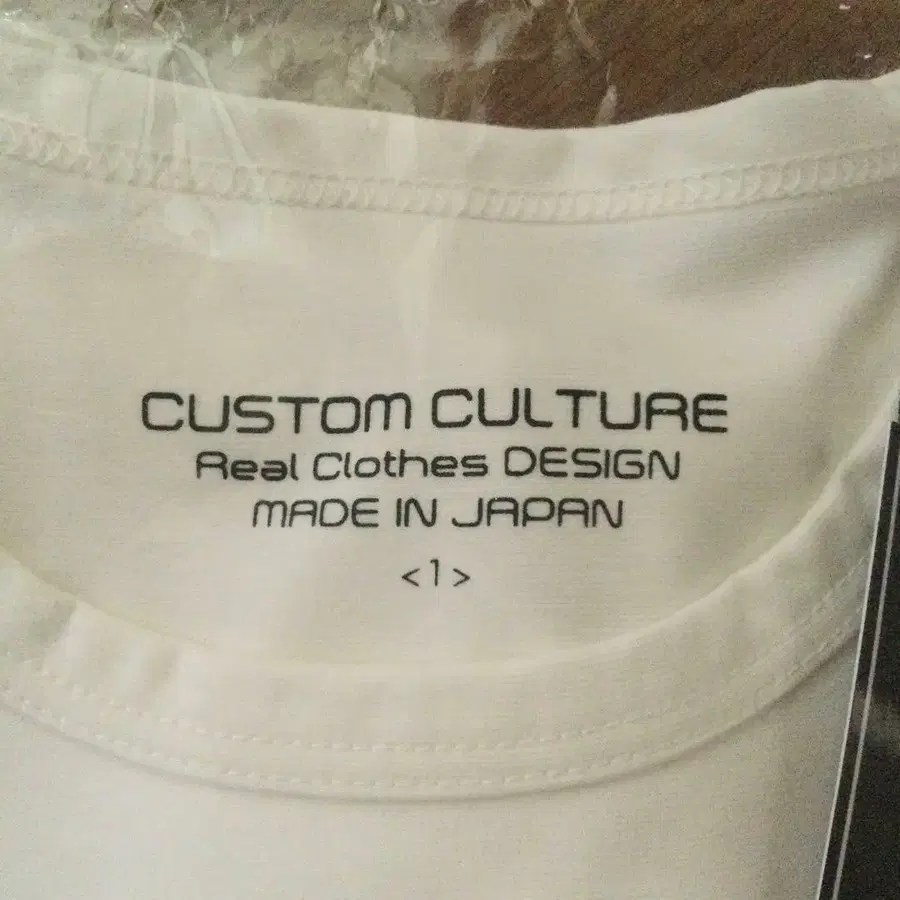 CUSTOM CULTURE
Real Clothes DESIGN
MADE IN JAPAN
<1>